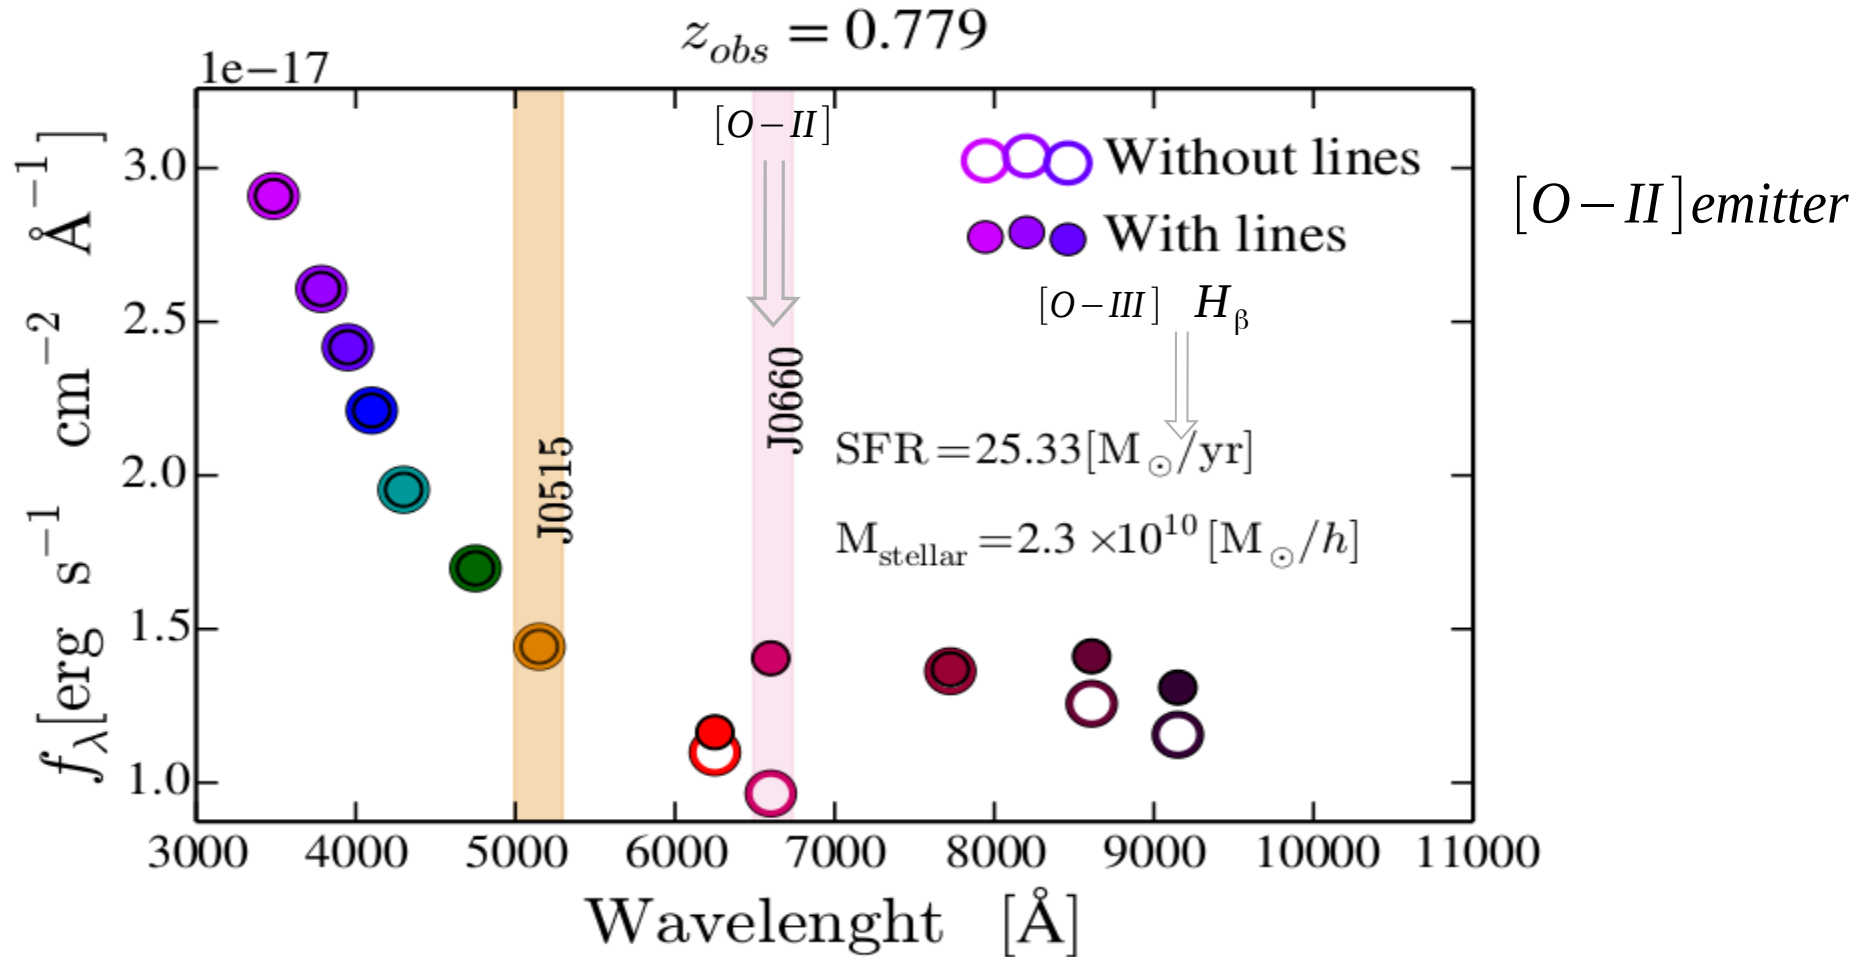 z_obs = 0.779
1e−17
[O−II]
Without lines
With lines
[O−II] emitter
[O−III] H_β
J0660
J0515
SFR=25.33[M_⊙/yr]
M_stellar=2.3 ×10^10 [M_⊙/h]
3.0
2.5
2.0
1.5
1.0
f_λ[erg s^−1 cm^−2 Å^−1]
3000 4000 5000 6000 7000 8000 9000 10000 11000
Wavelenght [Å]